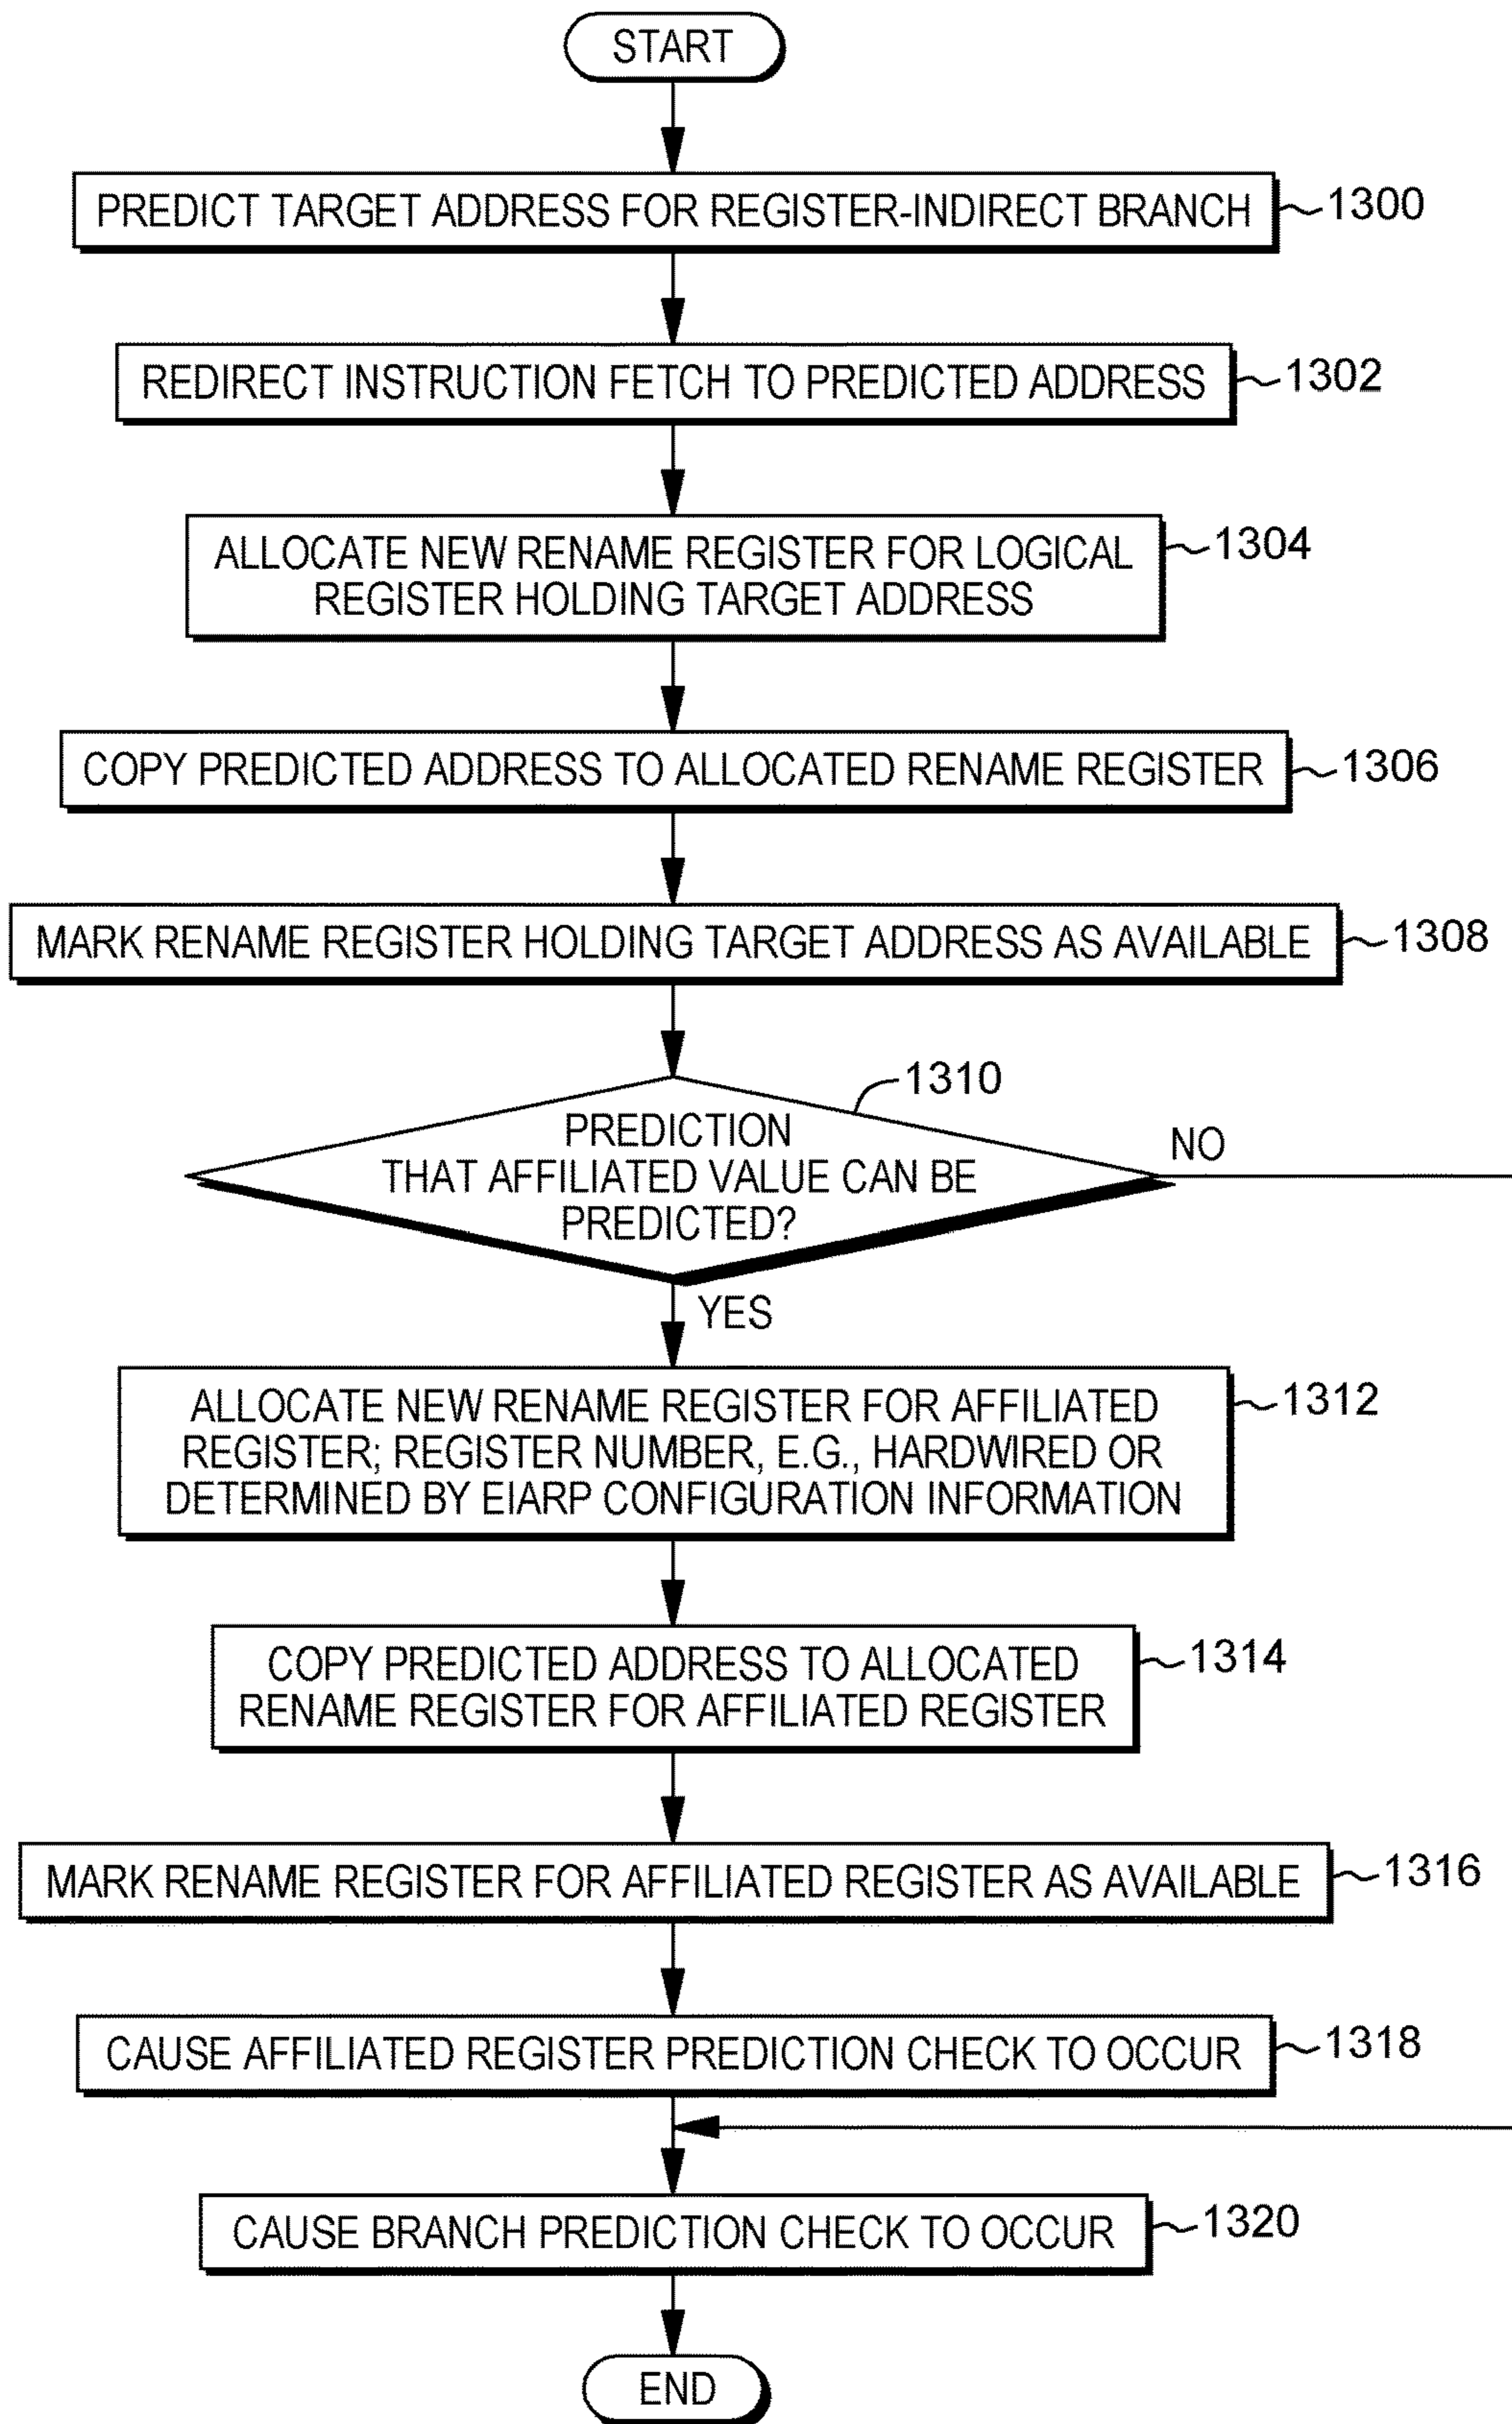 START
PREDICT TARGET ADDRESS FOR REGISTER-INDIRECT BRANCH
1300
REDIRECT INSTRUCTION FETCH TO PREDICTED ADDRESS
1302
ALLOCATE NEW RENAME REGISTER FOR LOGICAL
REGISTER HOLDING TARGET ADDRESS
1304
COPY PREDICTED ADDRESS TO ALLOCATED RENAME REGISTER
1306
MARK RENAME REGISTER HOLDING TARGET ADDRESS AS AVAILABLE
1308
1310
PREDICTION
THAT AFFILIATED VALUE CAN BE
PREDICTED?
NO
YES
ALLOCATE NEW RENAME REGISTER FOR AFFILIATED
REGISTER; REGISTER NUMBER, E.G., HARDWIRED OR
DETERMINED BY EIARP CONFIGURATION INFORMATION
1312
COPY PREDICTED ADDRESS TO ALLOCATED
RENAME REGISTER FOR AFFILIATED REGISTER
1314
MARK RENAME REGISTER FOR AFFILIATED REGISTER AS AVAILABLE
1316
CAUSE AFFILIATED REGISTER PREDICTION CHECK TO OCCUR
1318
CAUSE BRANCH PREDICTION CHECK TO OCCUR
1320
END